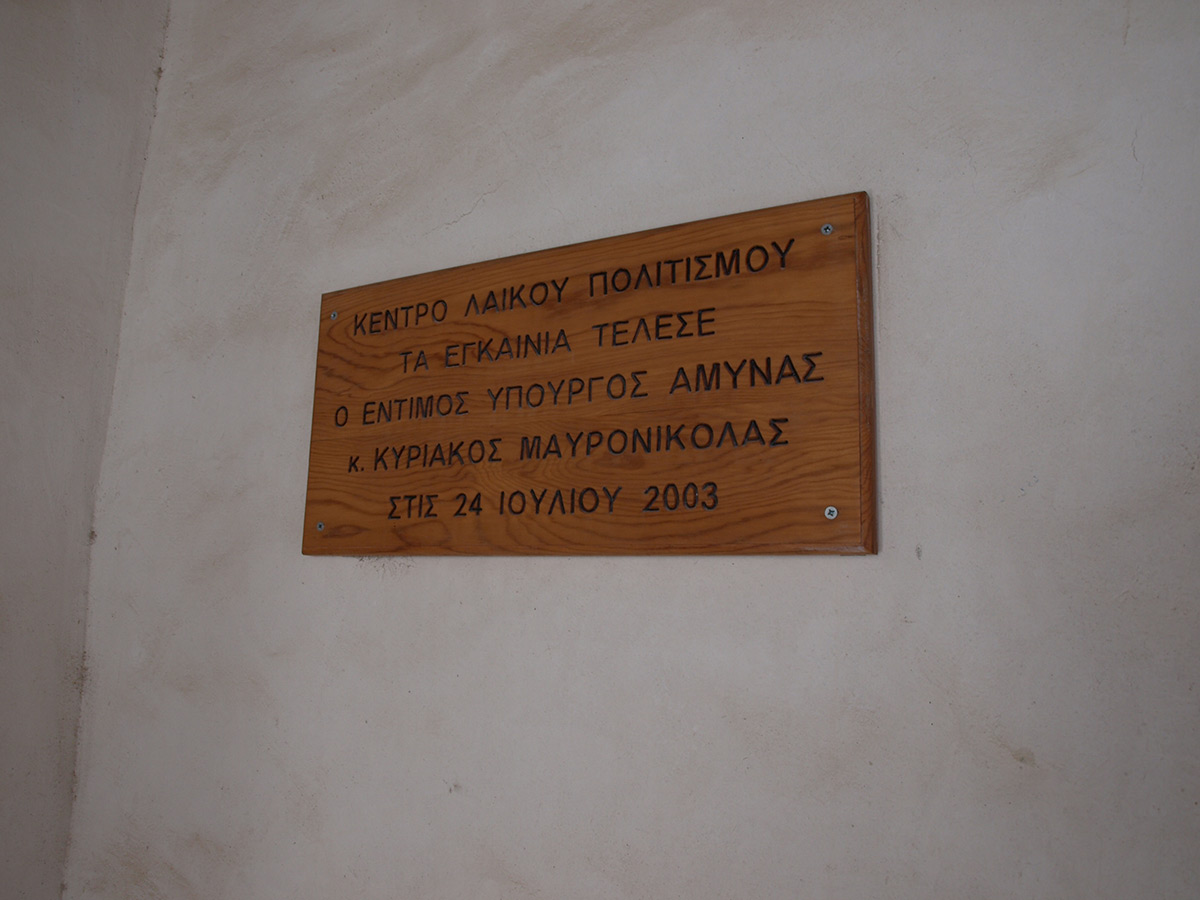 ΚΕΝΤΡΟ ΛΑΙΚΟΥ ΠΟΛΙΤΙΣΜΟΥ
ΤΑ ΕΓΚΑΙΝΙΑ ΤΕΛΕΣΕ
Ο ΕΝΤΙΜΟΣ ΥΠΟΥΡΓΟΣ ΑΜΥΝΑΣ
κ. ΚΥΡΙΑΚΟΣ ΜΑΥΡΟΝΙΚΟΛΑΣ
ΣΤΙΣ 24 ΙΟΥΛΙΟΥ 2003